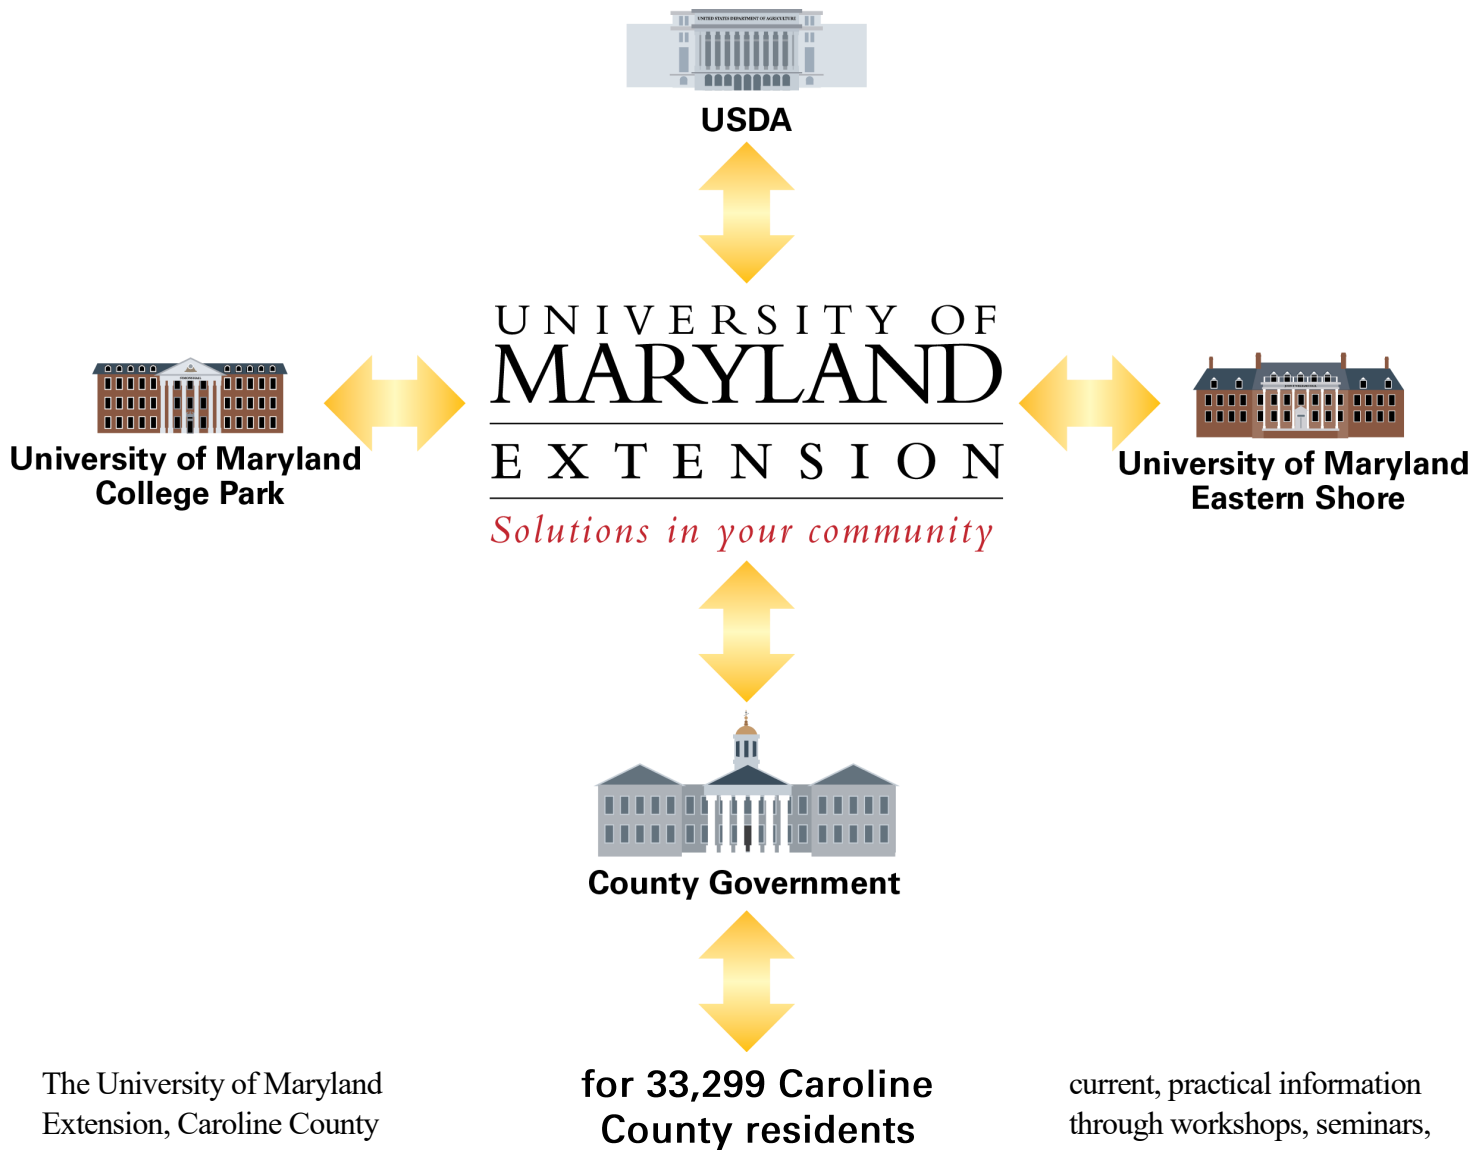 UNITED STATES DEPARTMENT OF AGRICULTURE
USDA
UNIVERSITY OF
MARYLAND
EXTENSION
Solutions in your community
University of Maryland
College Park
University of Maryland
Eastern Shore
County Government
for 33,299 Caroline
County residents
The University of Maryland
Extension, Caroline County
current, practical information
through workshops, seminars,